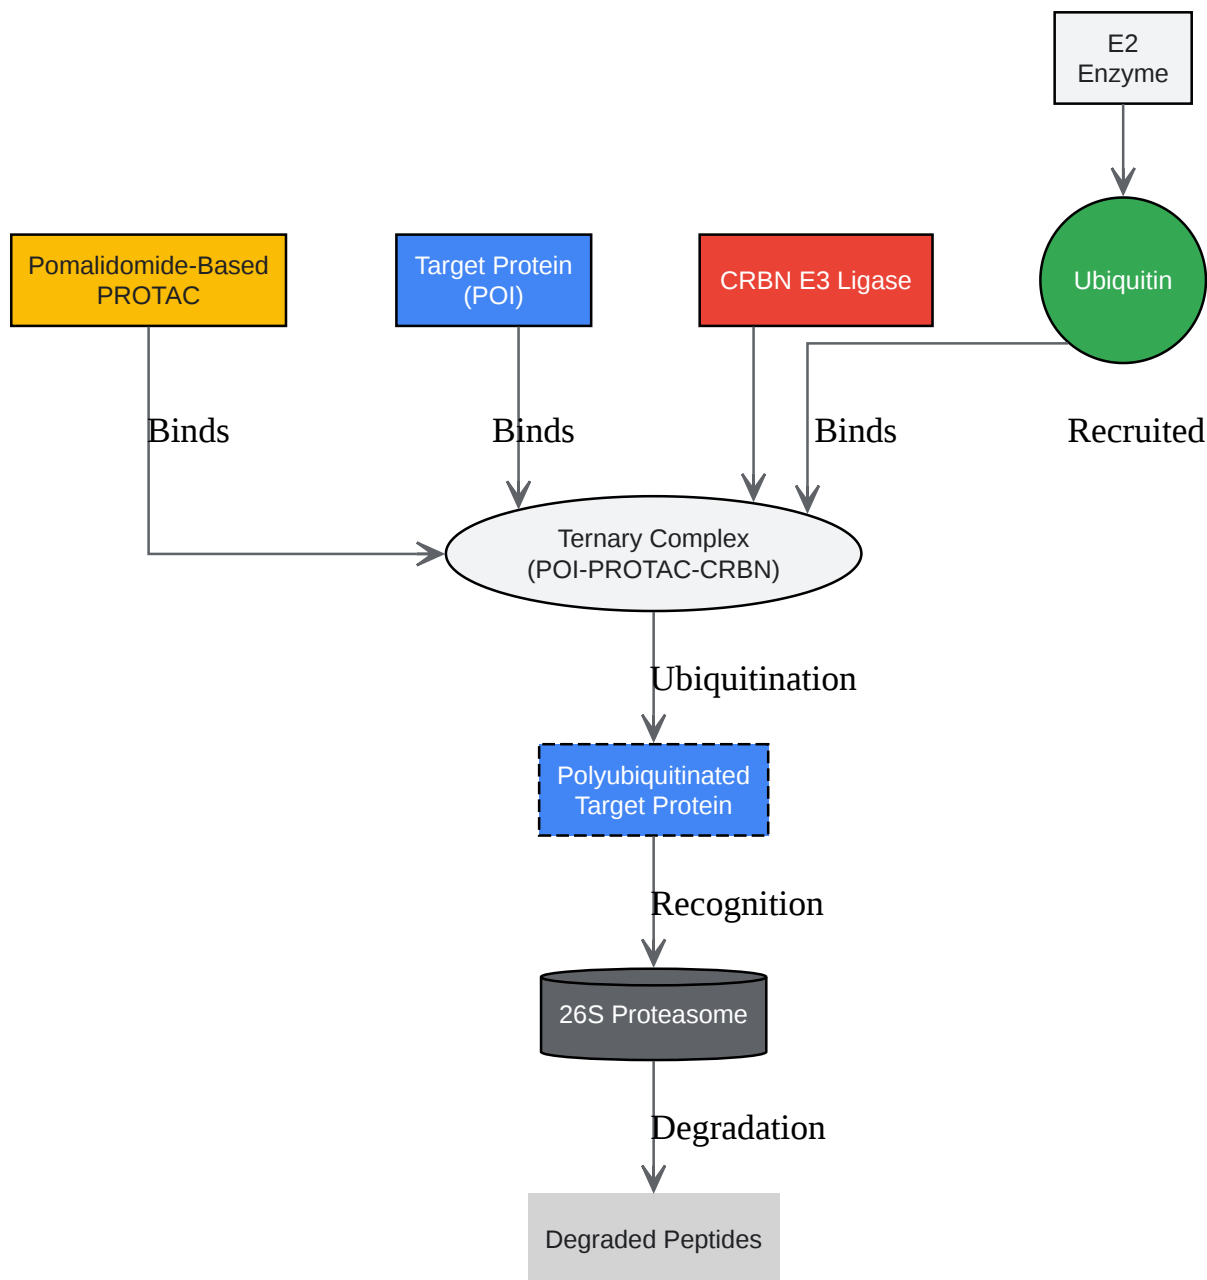 E2
Enzyme
Pomalidomide-Based
PROTAC
Target Protein
(POI)
CRBN E3 Ligase
Ubiquitin
Binds
Binds
Binds
Recruited
Ternary Complex
(POI-PROTAC-CRBN)
Ubiquitination
Polyubiquitinated
Target Protein
Recognition
26S Proteasome
Degradation
Degraded Peptides